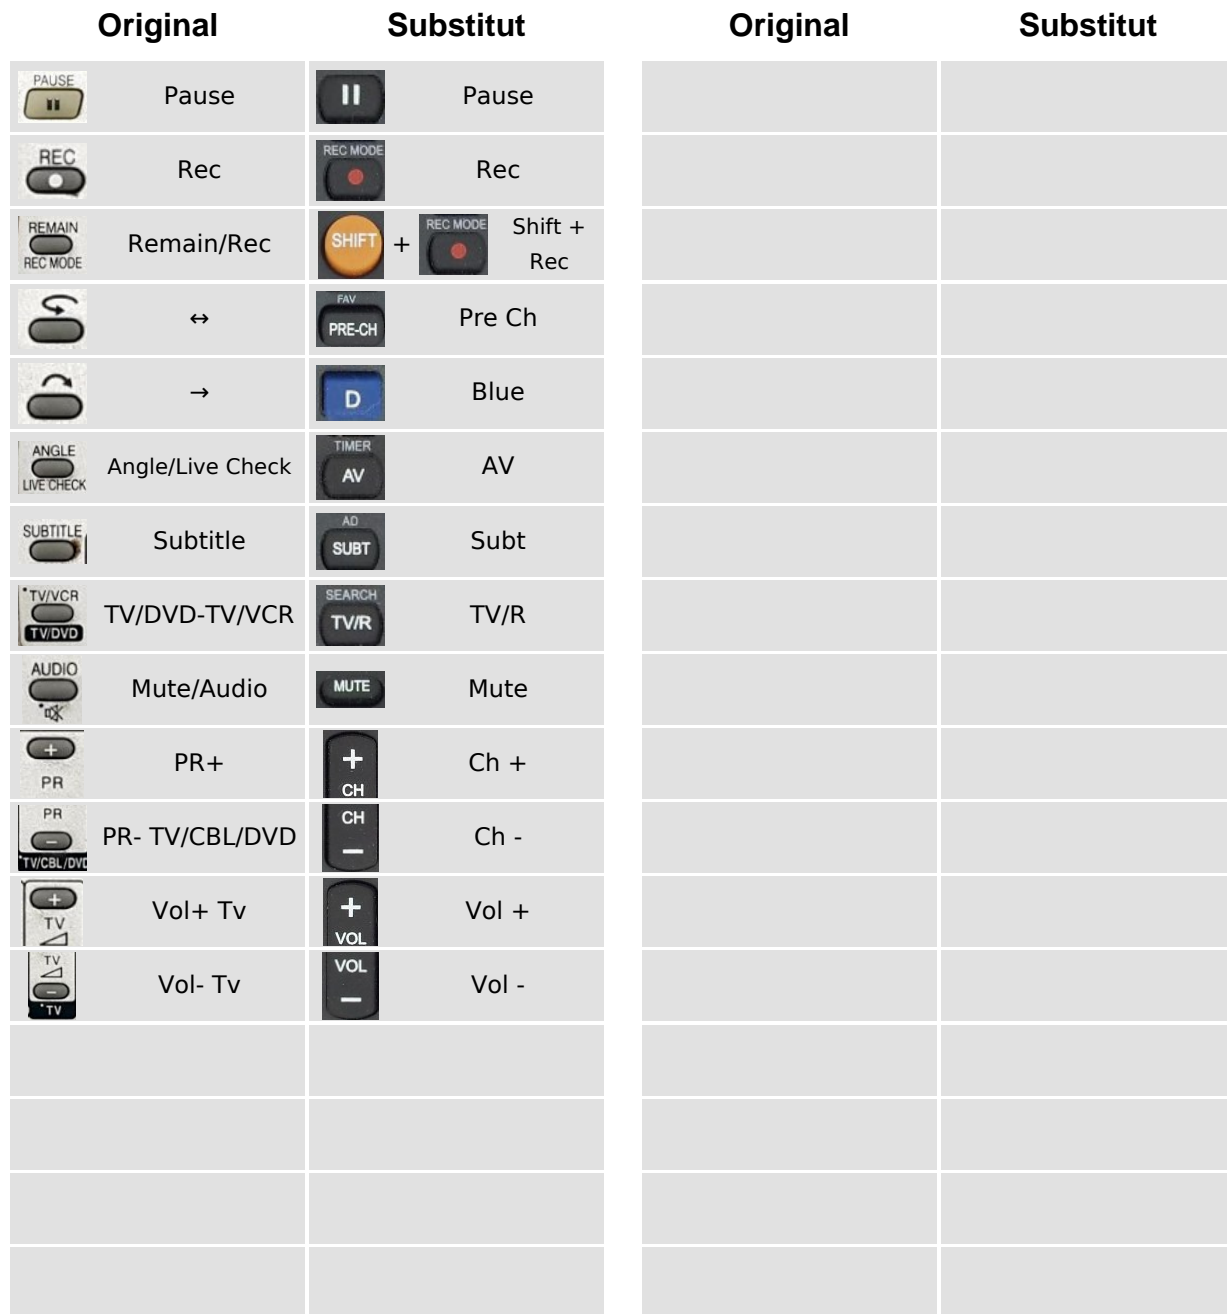 Original Substitut Original Substitut
PAUSE Pause Pause
REC Rec REC MODE Rec
REMAIN REC MODE Remain/Rec SHIFT + REC MODE Shift + Rec
↔ FAV PRE-CH Pre Ch
→ D Blue
ANGLE LIVE CHECK Angle/Live Check TIMER AV AV
SUBTITLE Subtitle AD SUBT Subt
TV/VCR TV/DVD TV/DVD-TV/VCR SEARCH TV/R TV/R
AUDIO Mute/Audio MUTE Mute
+ PR PR+ + CH Ch +
PR - TV/CBL/DVD PR- TV/CBL/DVD CH - Ch -
+ TV Vol+ Tv + VOL Vol +
TV - TV Vol- Tv VOL - Vol -